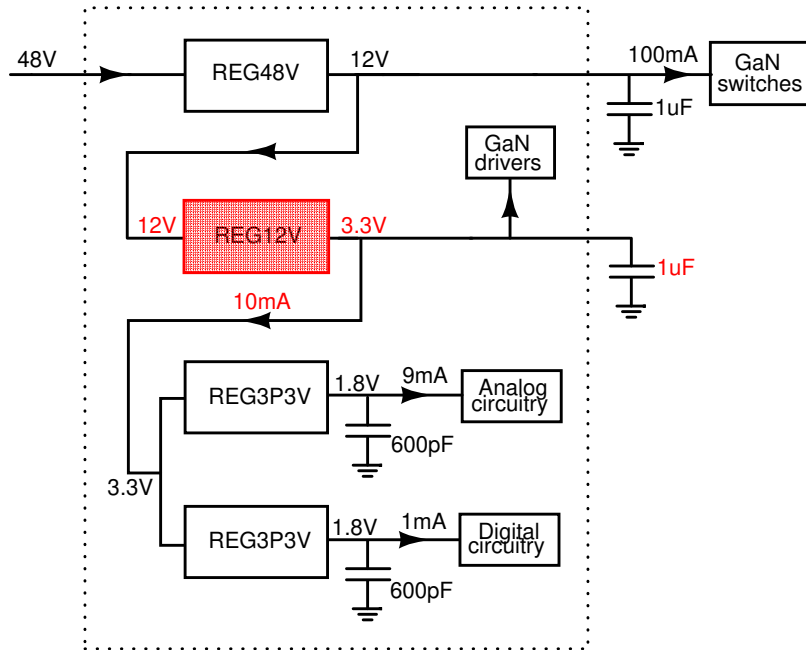 48V
REG48V
12V
100mA
GaN
switches
1uF
GaN
drivers
12V
REG12V
3.3V
1uF
10mA
REG3P3V
1.8V
9mA
Analog
circuitry
600pF
3.3V
REG3P3V
1.8V
1mA
Digital
circuitry
600pF